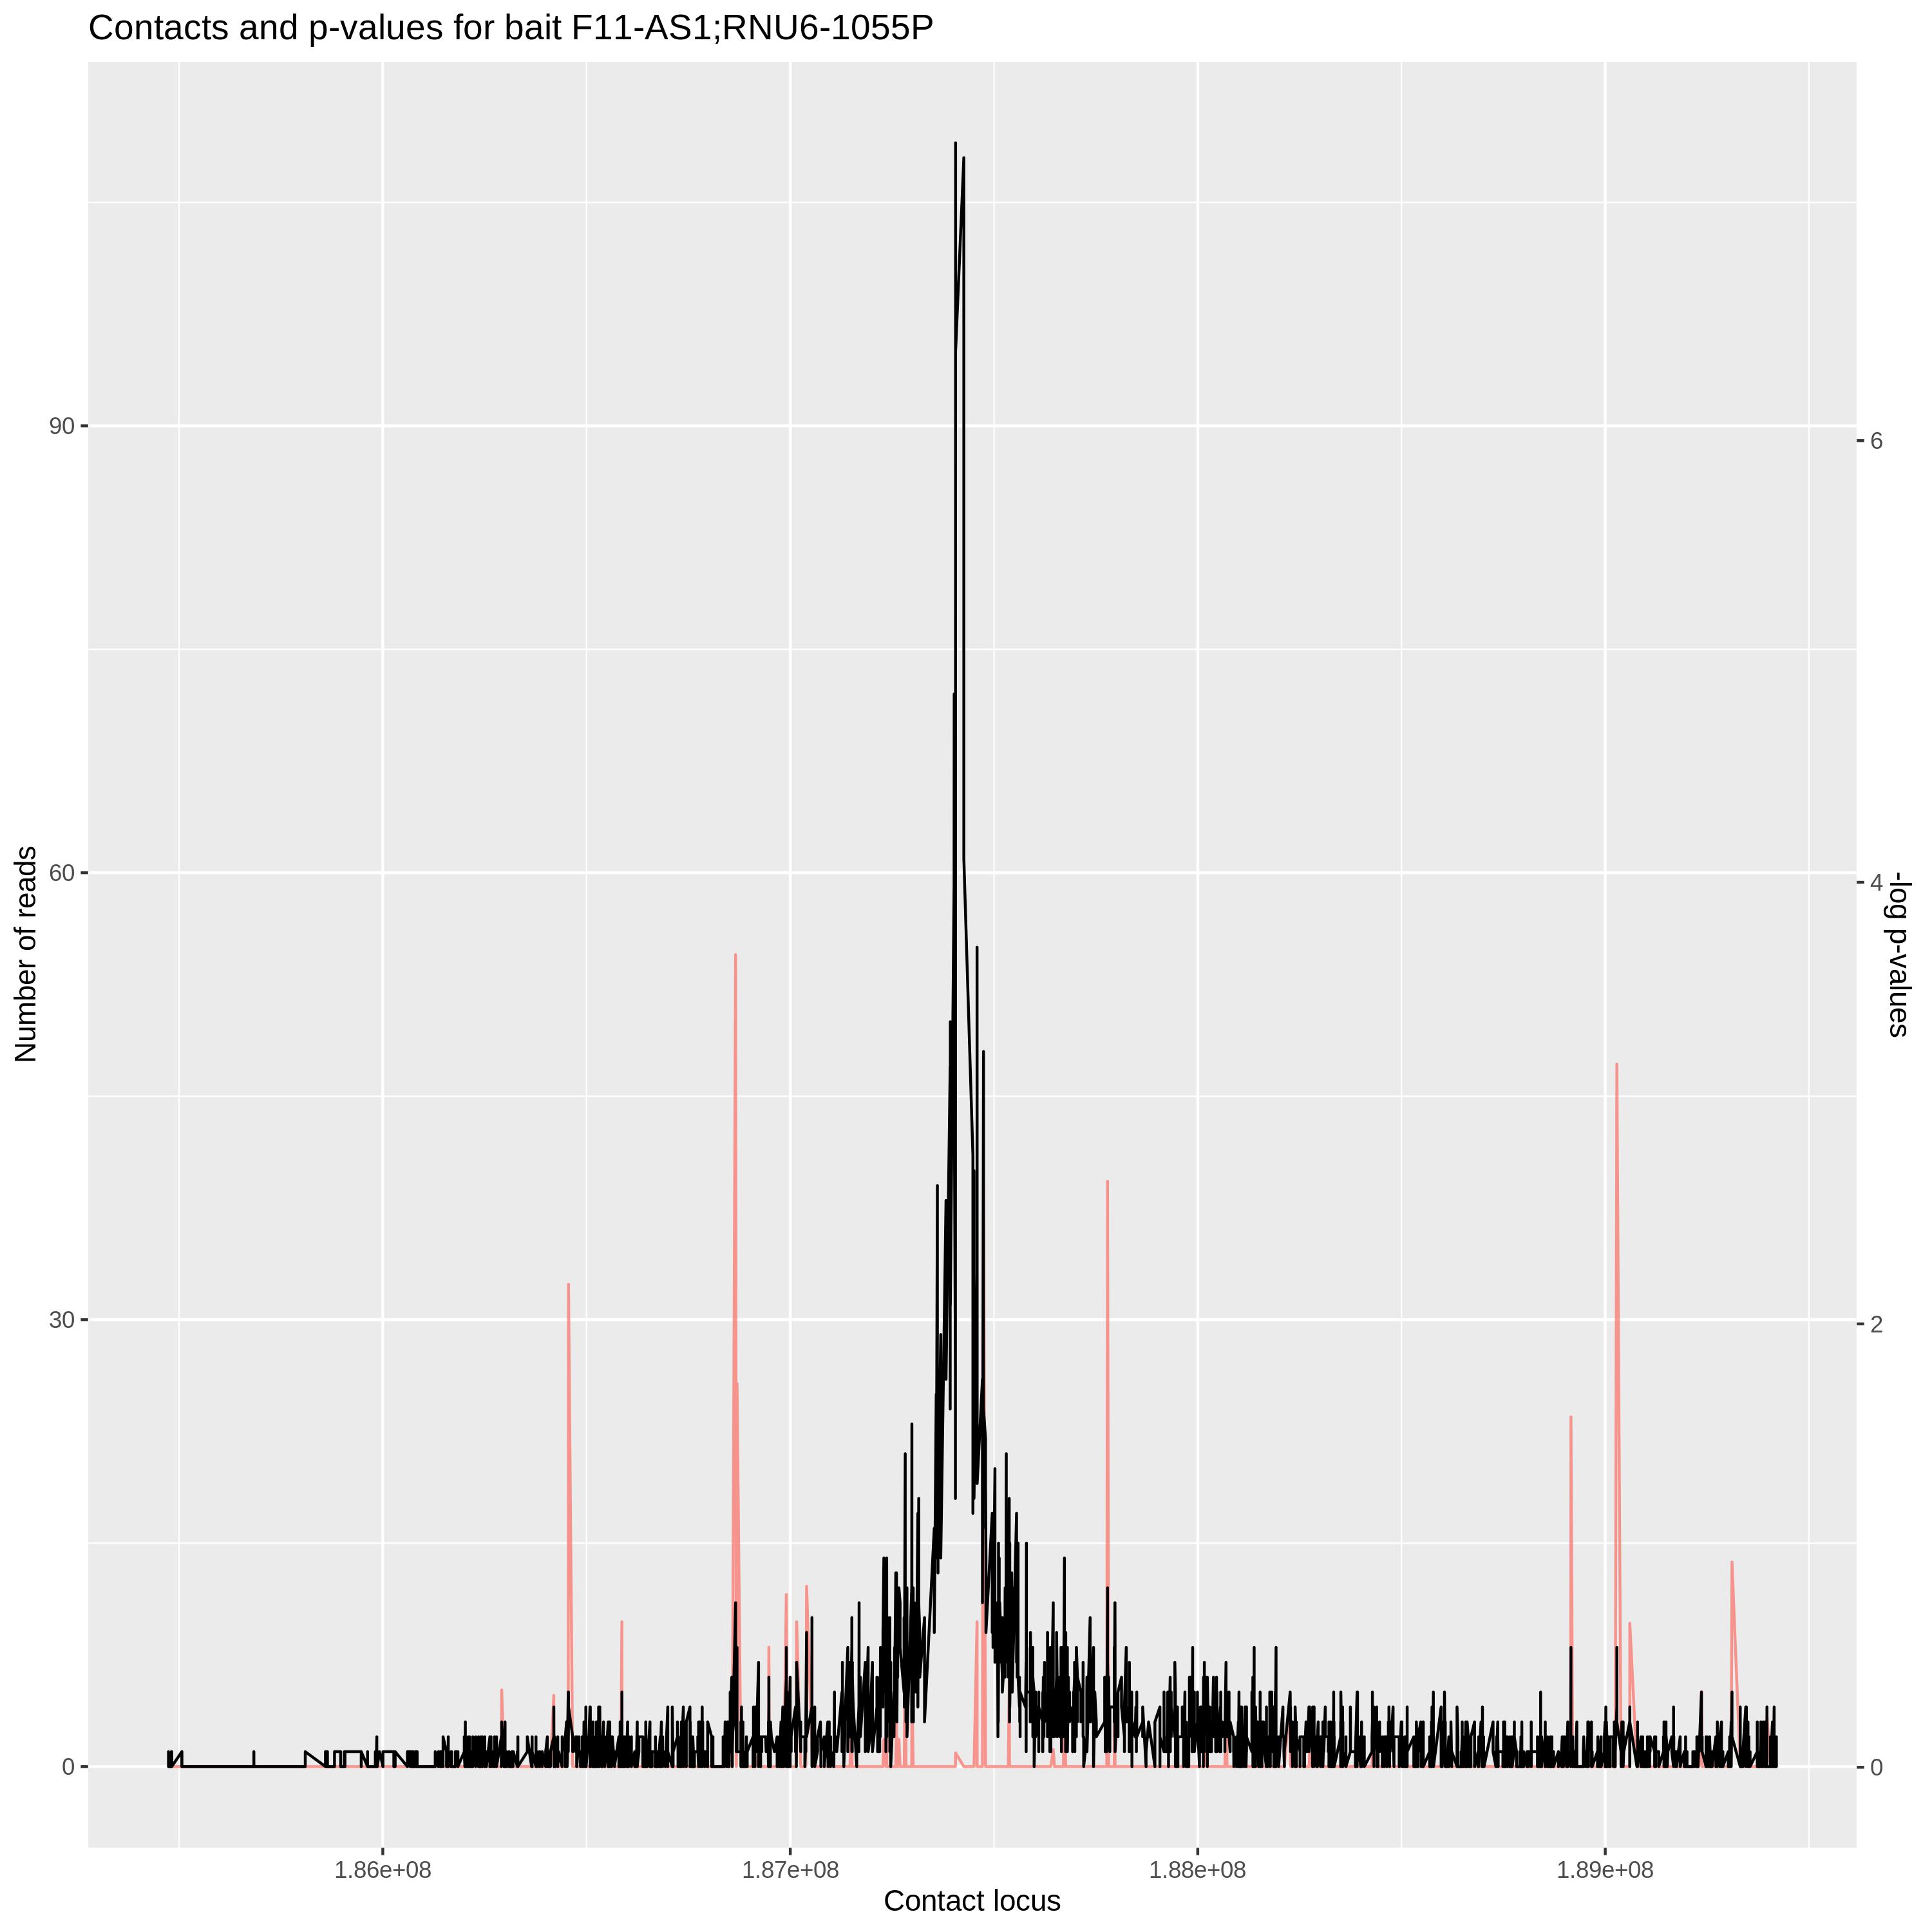 Contacts and p-values for bait F11-AS1;RNU6-1055P
90
60
30
0
6
4
2
0
Number of reads
-log p-values
1.86e+08 1.87e+08 1.88e+08 1.89e+08
Contact locus